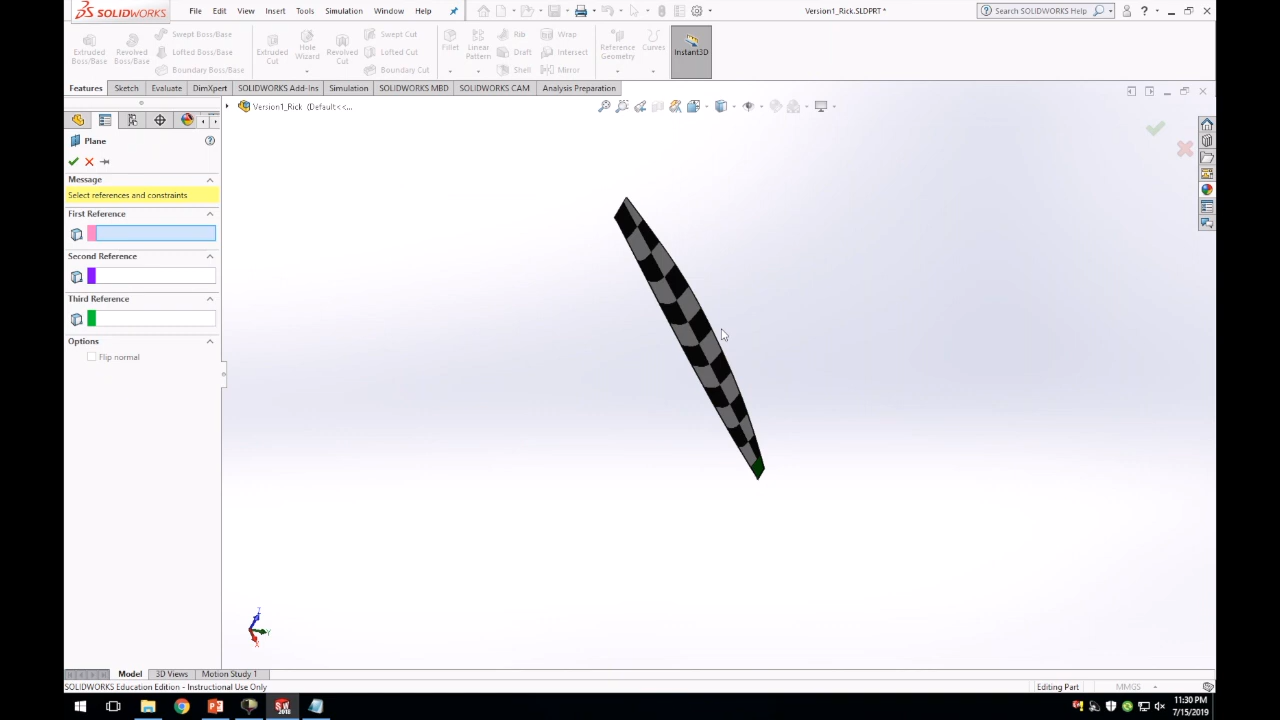 SOLIDWORKS File Edit View Insert Tools Simulation Window Help Version1_Rick.SLDPRT * Search SOLIDWORKS Help
Extruded Boss/Base Revolved Boss/Base Swept Boss/Base Lofted Boss/Base Boundary Boss/Base Extruded Cut Hole Wizard Revolved Cut Swept Cut Lofted Cut Boundary Cut Fillet Linear Pattern Rib Draft Shell Wrap Intersect Mirror Reference Geometry Curves Instant3D
Features Sketch Evaluate DimXpert SOLIDWORKS Add-Ins Simulation SOLIDWORKS MBD SOLIDWORKS CAM Analysis Preparation
Version1_Rick (Default<<...
Plane
Message
Select references and constraints
First Reference
Second Reference
Third Reference
Options
Flip normal
Z
Y
X
Model 3D Views Motion Study 1
SOLIDWORKS Education Edition - Instructional Use Only Editing Part MMGS
11:30 PM
7/15/2019